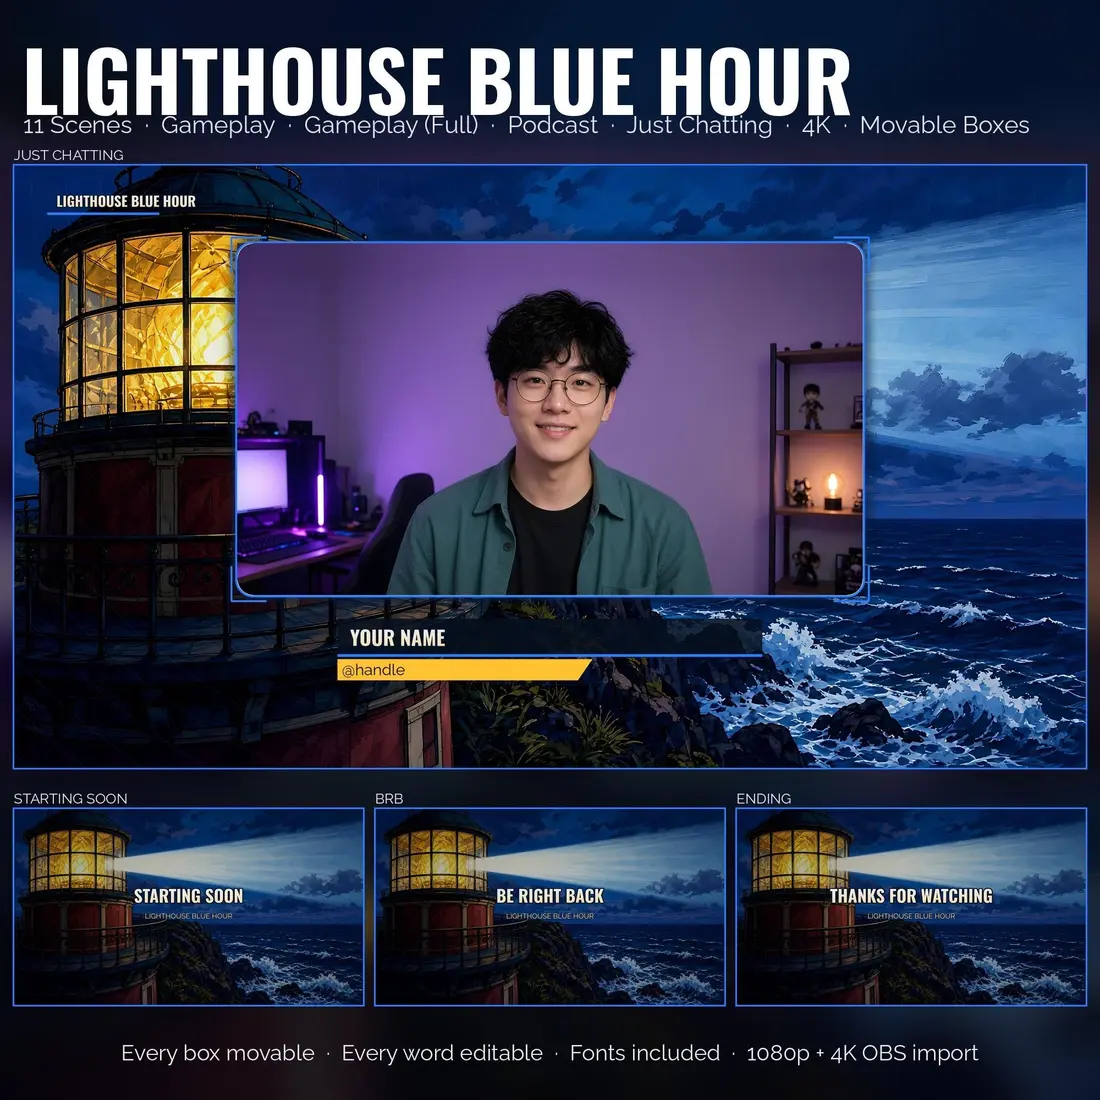 LIGHTHOUSE BLUE HOUR
11 Scenes · Gameplay · Gameplay (Full) · Podcast · Just Chatting · 4K · Movable Boxes
JUST CHATTING
LIGHTHOUSE BLUE HOUR
YOUR NAME
@handle
STARTING SOON
BRB
ENDING
STARTING SOON
LIGHTHOUSE BLUE HOUR
BE RIGHT BACK
LIGHTHOUSE BLUE HOUR
THANKS FOR WATCHING
LIGHTHOUSE BLUE HOUR
Every box movable · Every word editable · Fonts included · 1080p + 4K OBS import